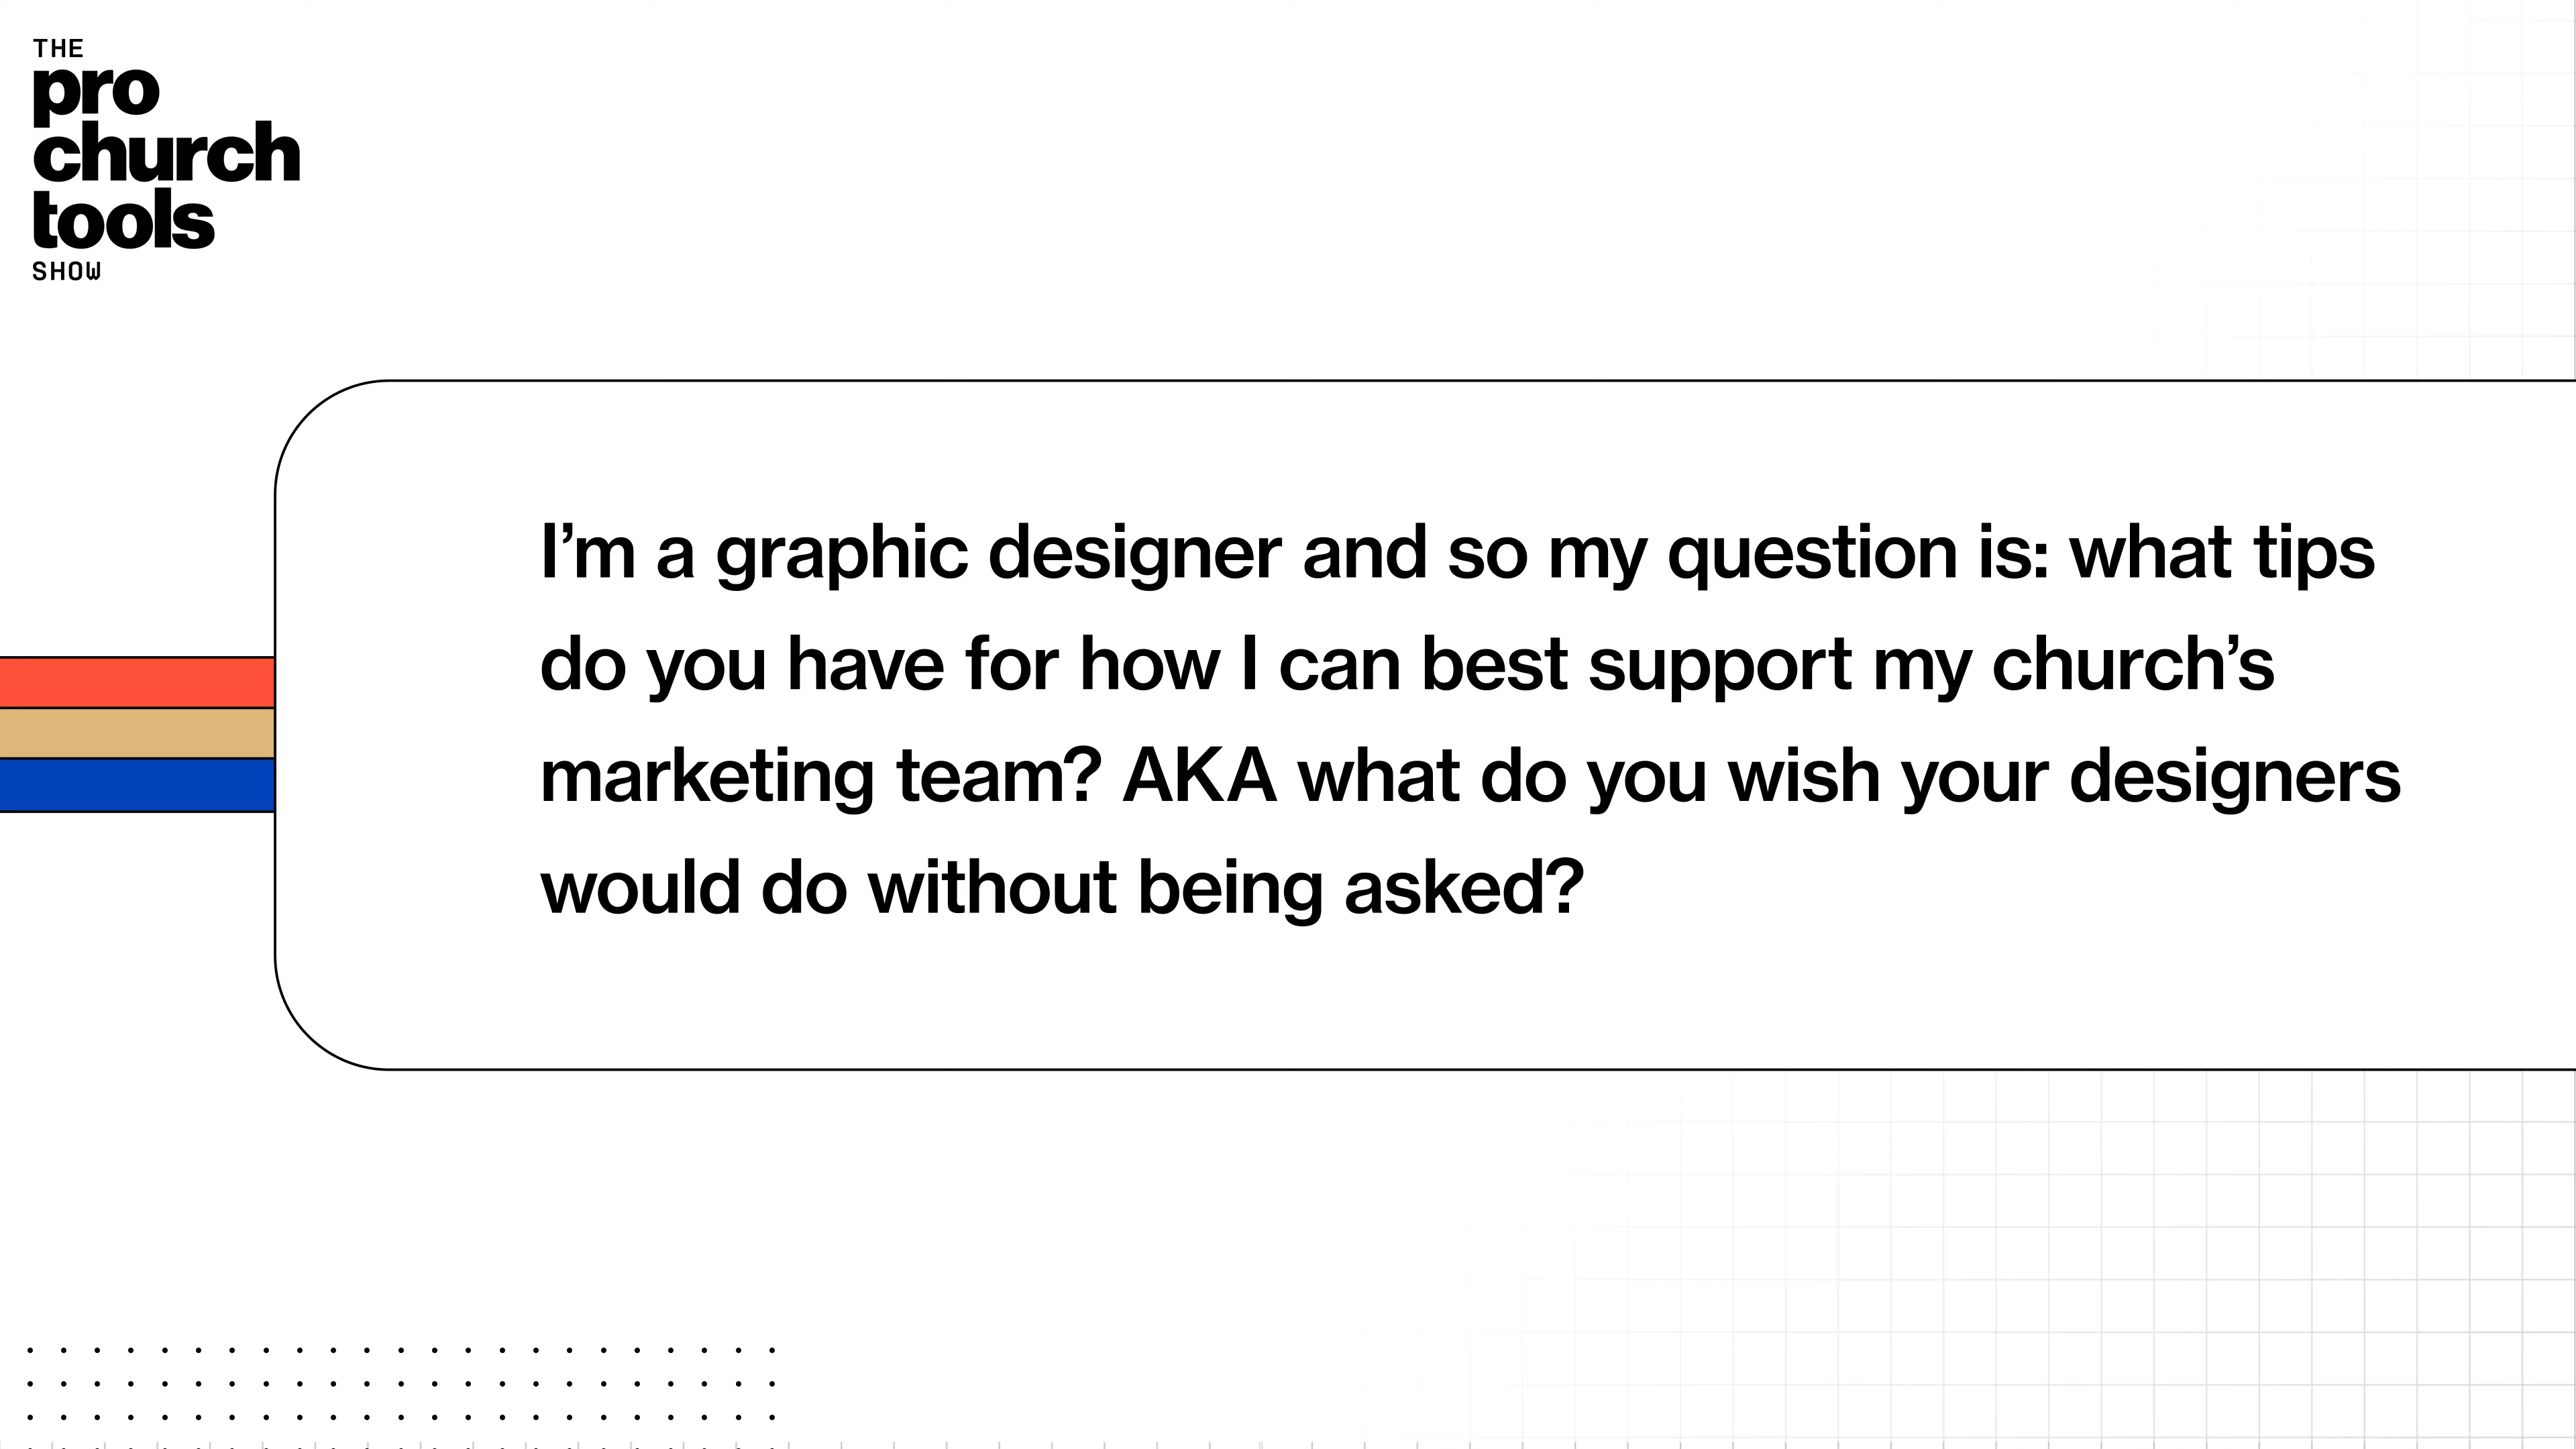 THE
pro
church
tools
SHOW
I’m a graphic designer and so my question is: what tips
do you have for how I can best support my church’s
marketing team? AKA what do you wish your designers
would do without being asked?